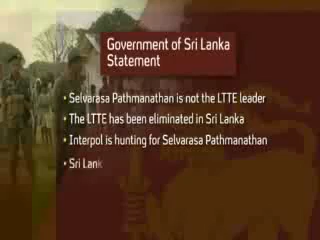 Government of Sri Lanka
Statement
• Selvarasa Pathmanathan is not the LTTE leader
• The LTTE has been eliminated in Sri Lanka
• Interpol is hunting for Selvarasa Pathmanathan
• Sri Lank